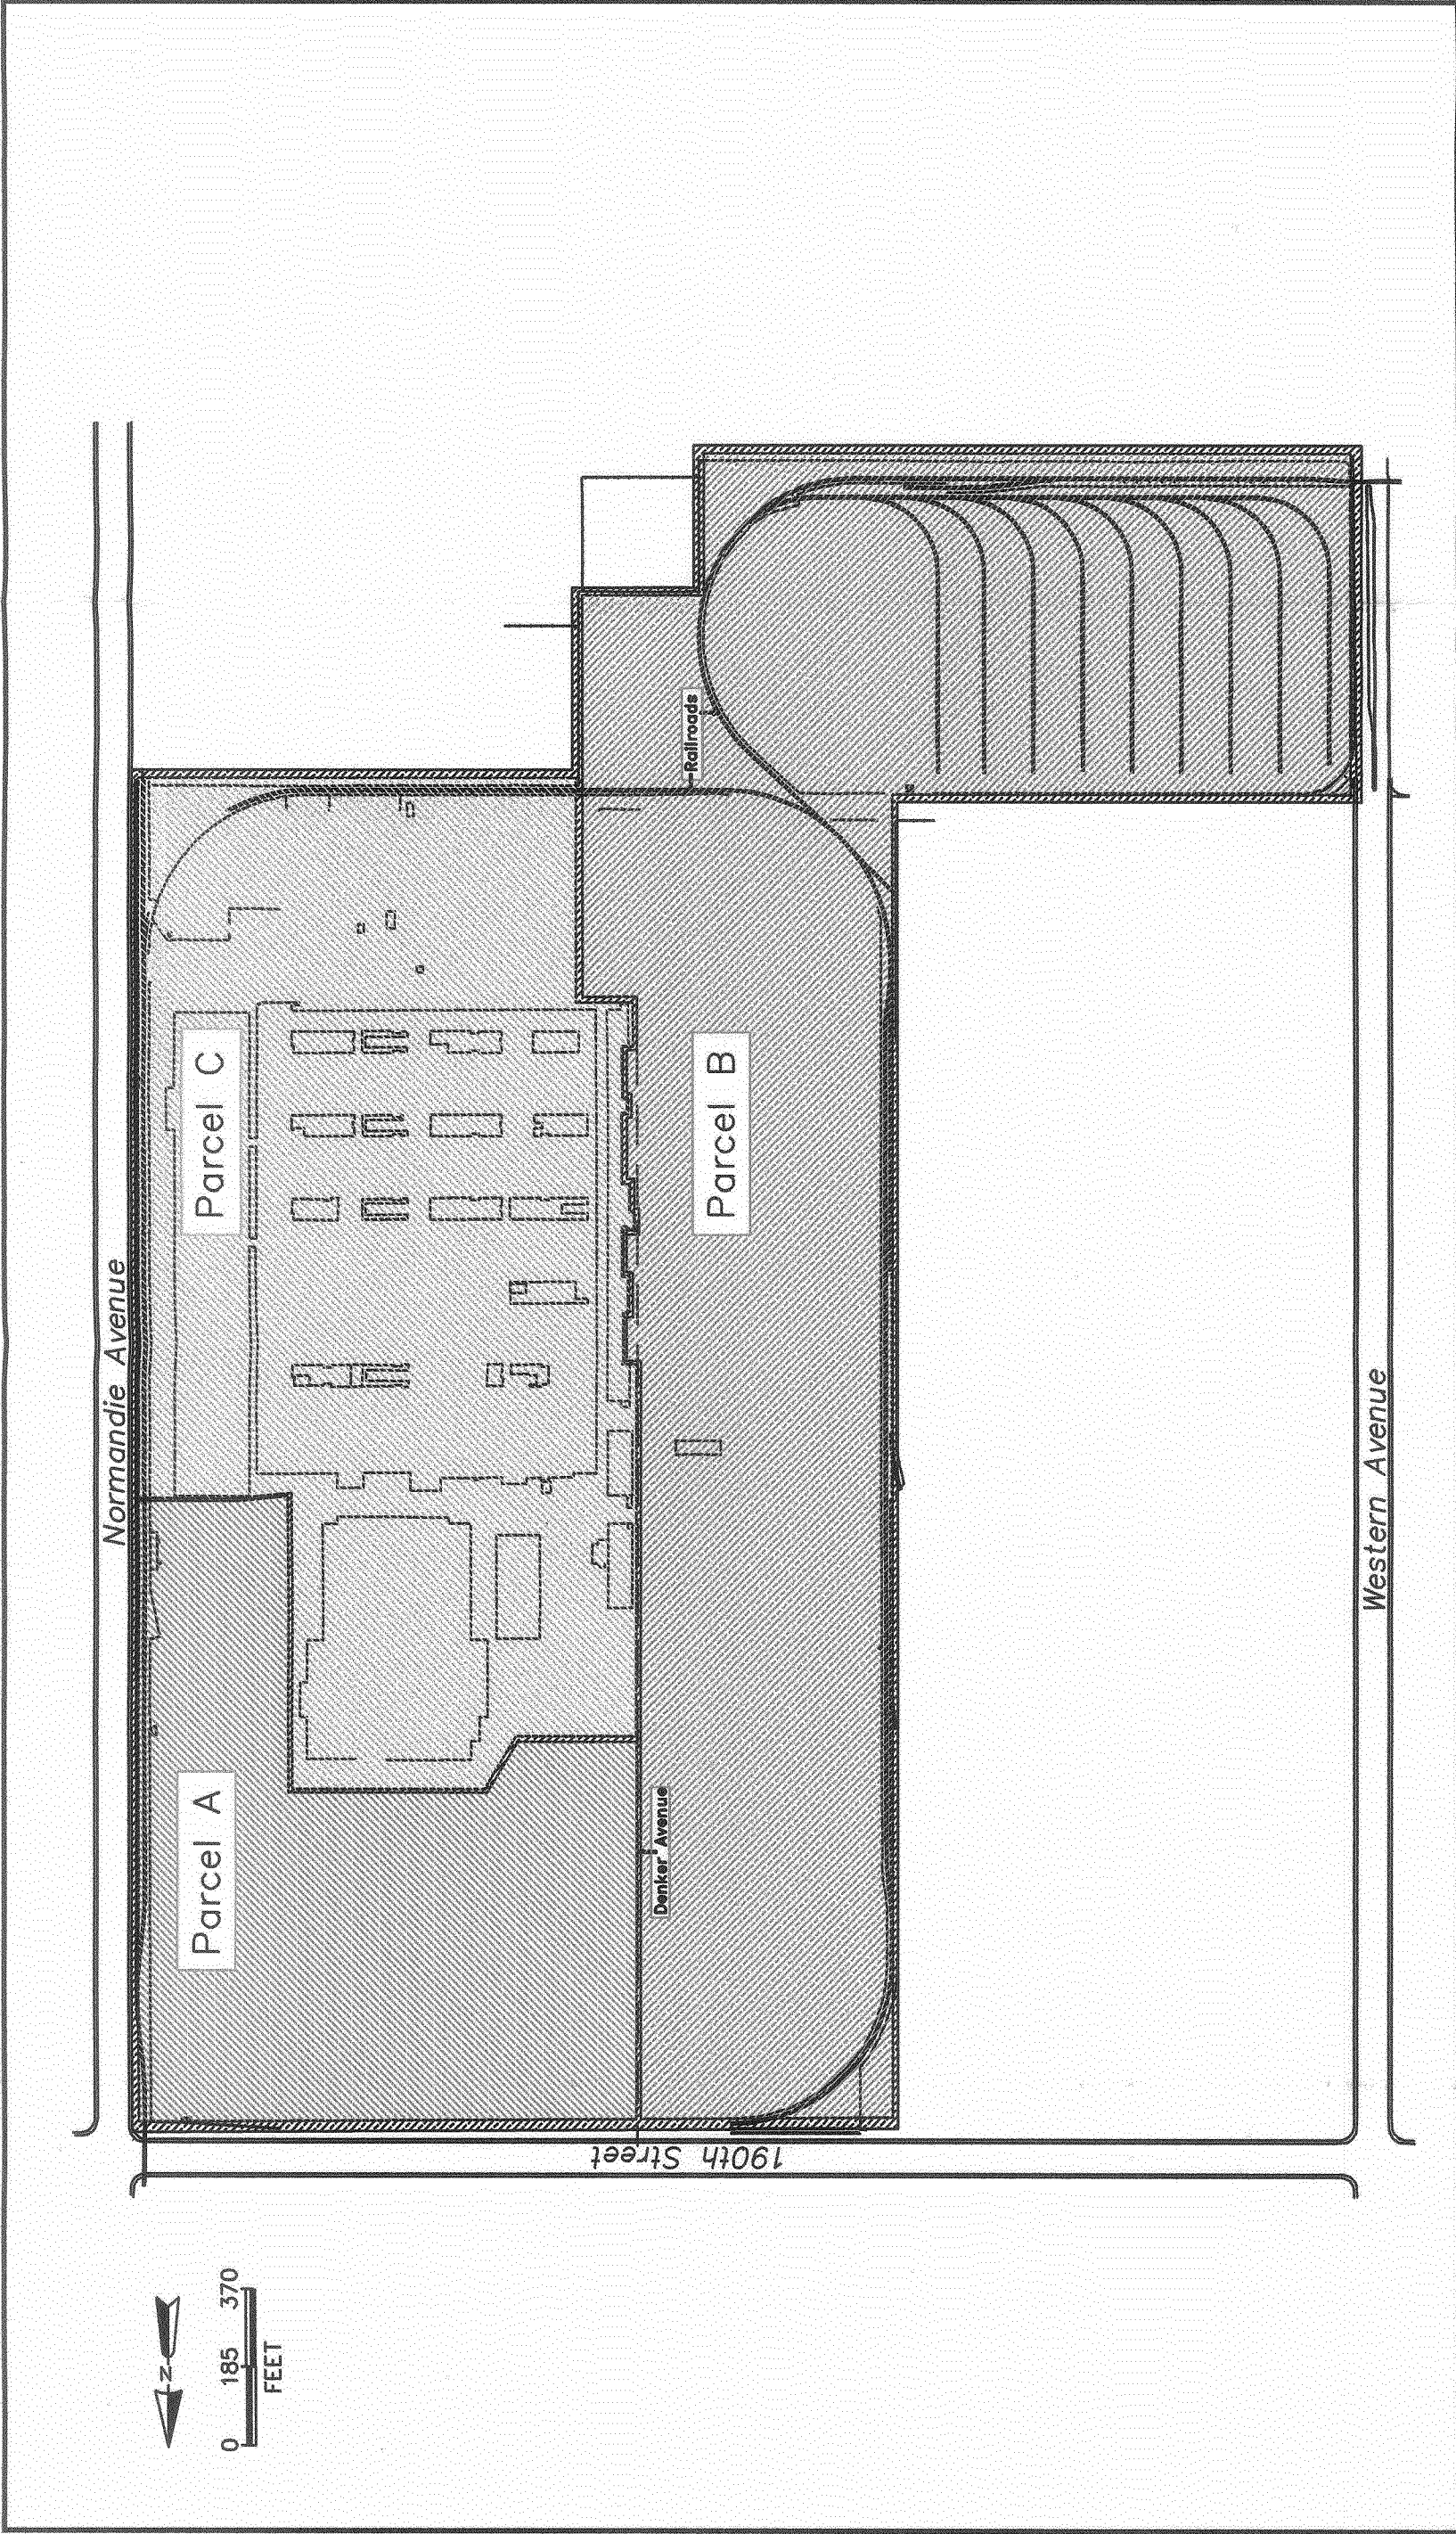 Normandie Avenue
Parcel C
Parcel B
Railroads
Parcel A
Denker Avenue
Western Avenue
190th Street
N
0 185 370
FEET